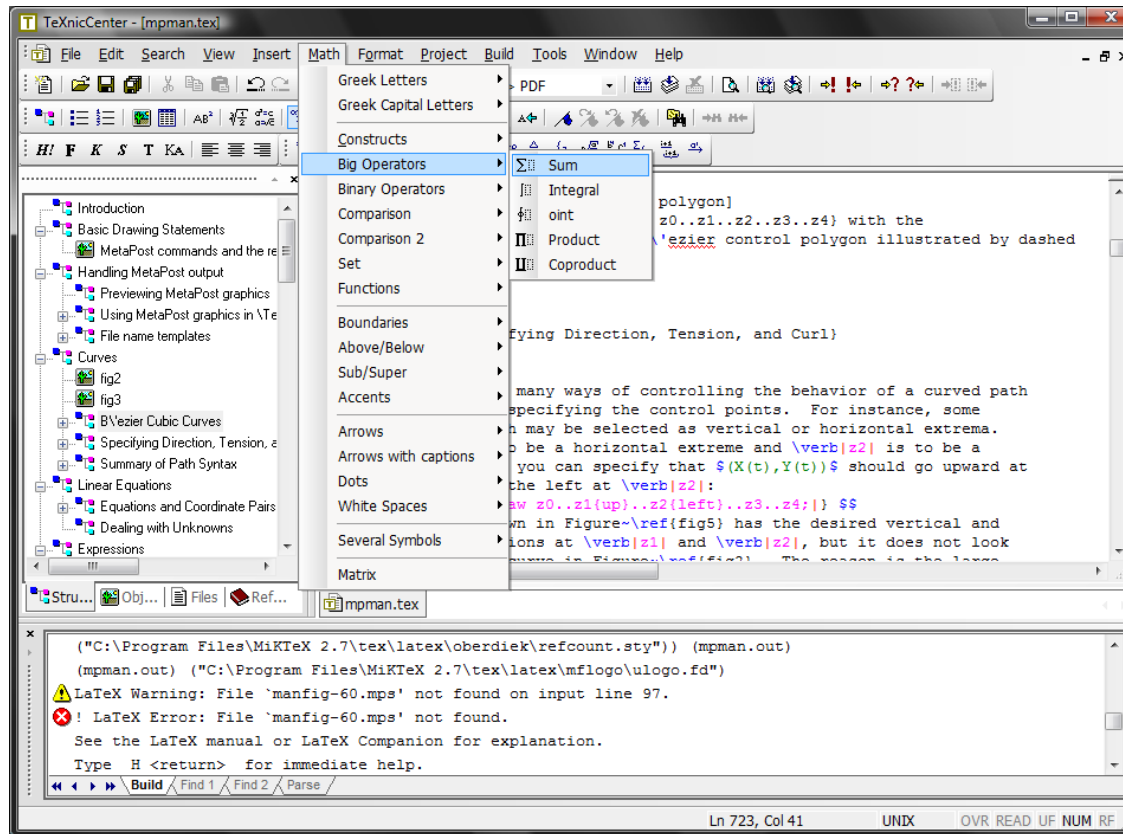 TeXnicCenter - [mpman.tex]
File Edit Search View Insert Math Format Project Build Tools Window Help
PDF
Greek Letters
Greek Capital Letters
Constructs
Big Operators
Binary Operators
Comparison
Comparison 2
Set
Functions
Boundaries
Above/Below
Sub/Super
Accents
Arrows
Arrows with captions
Dots
White Spaces
Several Symbols
Matrix
Sum
Integral
oint
Product
Coproduct
Introduction
Basic Drawing Statements
MetaPost commands and the re
Handling MetaPost output
Previewing MetaPost graphics
Using MetaPost graphics in \Te
File name templates
Curves
fig2
fig3
B\'ezier Cubic Curves
Specifying Direction, Tension, a
Summary of Path Syntax
Linear Equations
Equations and Coordinate Pairs
Dealing with Unknowns
Expressions
Stru... Obj... Files Ref...
polygon]
z0..z1..z2..z3..z4} with the
\'ezier control polygon illustrated by dashed
fying Direction, Tension, and Curl}
many ways of controlling the behavior of a curved path
specifying the control points. For instance, some
may be selected as vertical or horizontal extrema.
be a horizontal extreme and \verb|z2| is to be a
you can specify that $(X(t),Y(t))$ should go upward at
the left at \verb|z2|:
aw z0..z1{up}..z2{left}..z3..z4;|} $$
wn in Figure~\ref{fig5} has the desired vertical and
ions at \verb|z1| and \verb|z2|, but it does not look
curve in Figure~\ref{fig2}. The reason is the large
mpman.tex
("C:\Program Files\MiKTeX 2.7\tex\latex\oberdiek\refcount.sty")) (mpman.out)
(mpman.out) ("C:\Program Files\MiKTeX 2.7\tex\latex\mflogo\ulogo.fd")
LaTeX Warning: File `manfig-60.mps' not found on input line 97.
! LaTeX Error: File `manfig-60.mps' not found.
See the LaTeX manual or LaTeX Companion for explanation.
Type H <return> for immediate help.
Build Find 1 Find 2 Parse
Ln 723, Col 41 UNIX OVR READ UF NUM RF